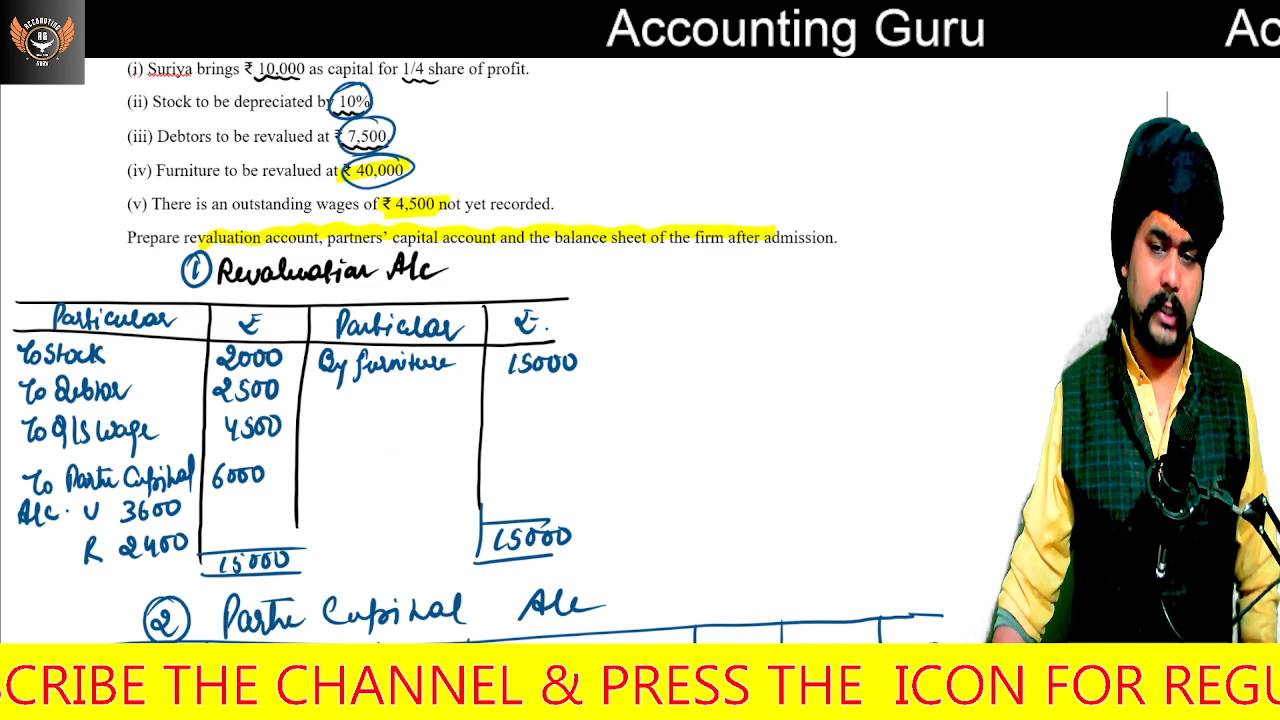 Accounting Guru
Ac
ACCOUNTING
AG
GURU
(i) Suriya brings ₹ 10,000 as capital for 1/4 share of profit.
(ii) Stock to be depreciated by 10%
(iii) Debtors to be revalued at ₹ 7,500
(iv) Furniture to be revalued at ₹ 40,000
(v) There is an outstanding wages of ₹ 4,500 not yet recorded.
Prepare revaluation account, partners’ capital account and the balance sheet of the firm after admission.
① Revaluation A/c
Particular ₹ Particular ₹.
To Stock 2000 By furniture 15000
To Debtor 2500
To O/S wage 4500
To Partn Capital 6000
A/c. V 3600
R 2400 15000
15000
② Partn Capital A/c
SCRIBE THE CHANNEL & PRESS THE ICON FOR REGU